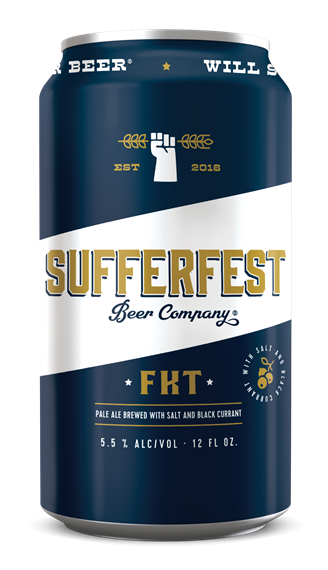 R BEER® ★ WILL S
EST 2016
SUFFERFEST
Beer Company®
★ FKT ★
WITH SALT AND BLACK CURRANT
PALE ALE BREWED WITH SALT AND BLACK CURRANT
5.5 % ALC/VOL · 12 FL OZ.